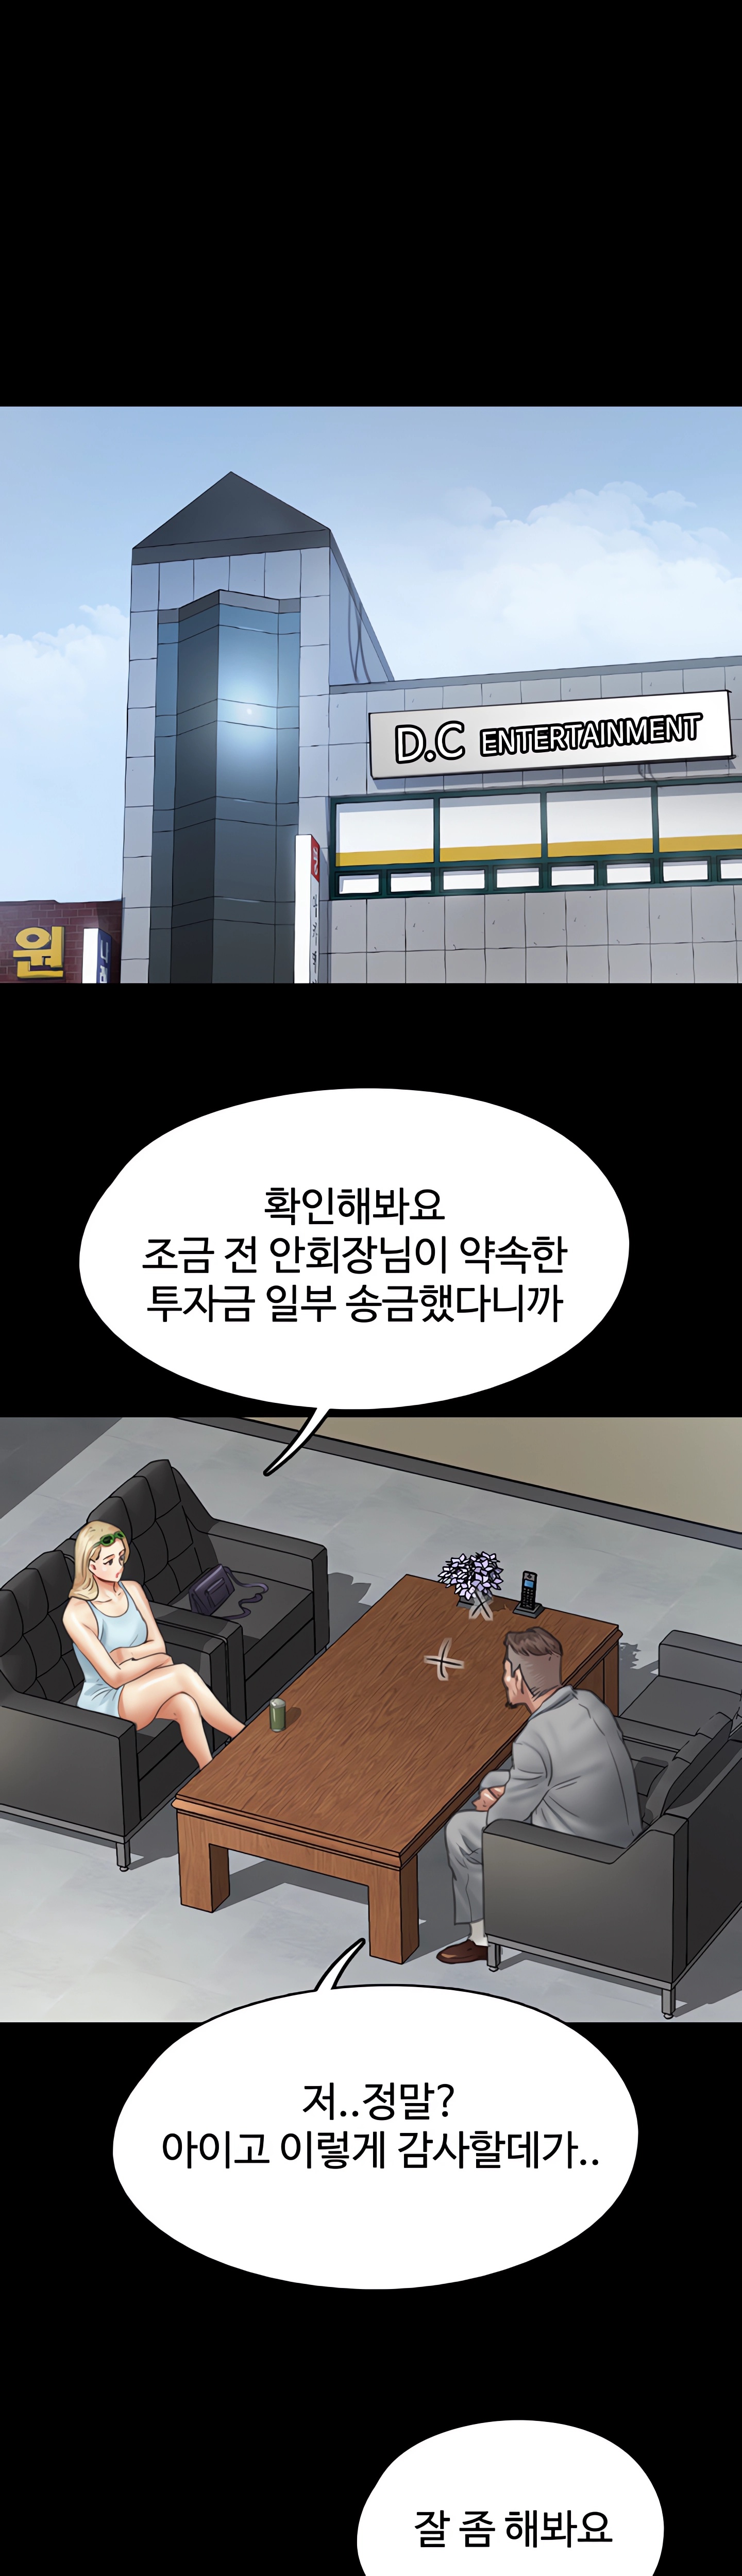 D.C ENTERTAINMENT
원
확인해봐요
조금 전 안회장님이 약속한
투자금 일부 송금했다니까
저..정말?
아이고 이렇게 감사할데가..
잘 좀 해봐요